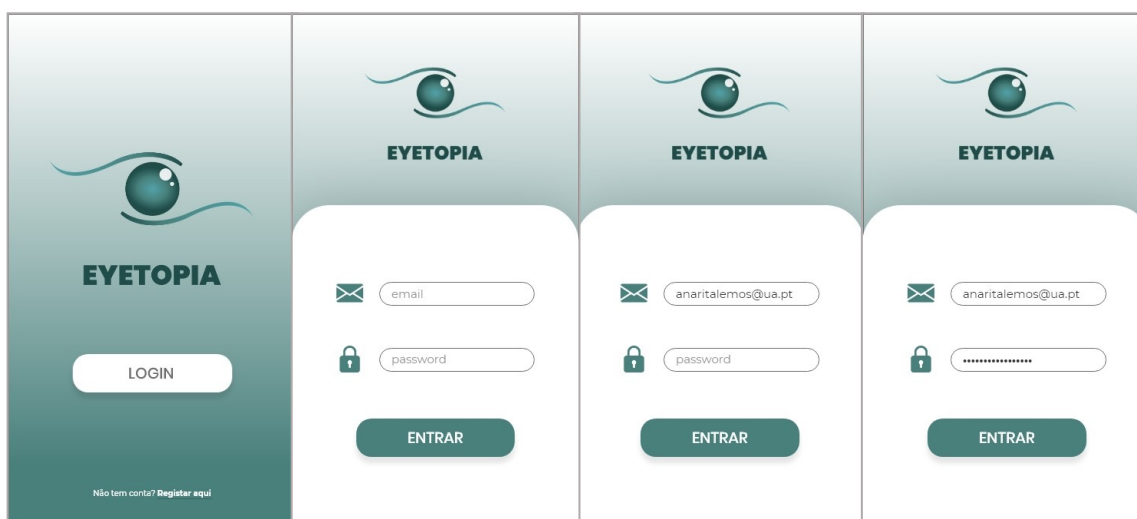 EYETOPIA
LOGIN
Não tem conta? Registar aqui
EYETOPIA
email
password
ENTRAR
EYETOPIA
anaritalemos@ua.pt
password
ENTRAR
EYETOPIA
anaritalemos@ua.pt
•••••••••••••••••
ENTRAR